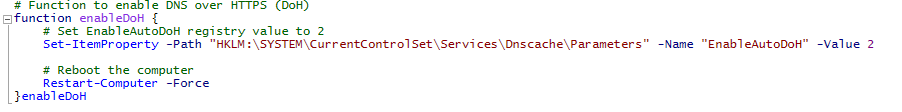 # Function to enable DNS over HTTPS (DoH)
function enableDoH {
# Set EnableAutoDoH registry value to 2
Set-ItemProperty -Path "HKLM:\SYSTEM\CurrentControlSet\Services\Dnscache\Parameters" -Name "EnableAutoDoH" -Value 2
# Reboot the computer
Restart-Computer -Force
}enableDoH